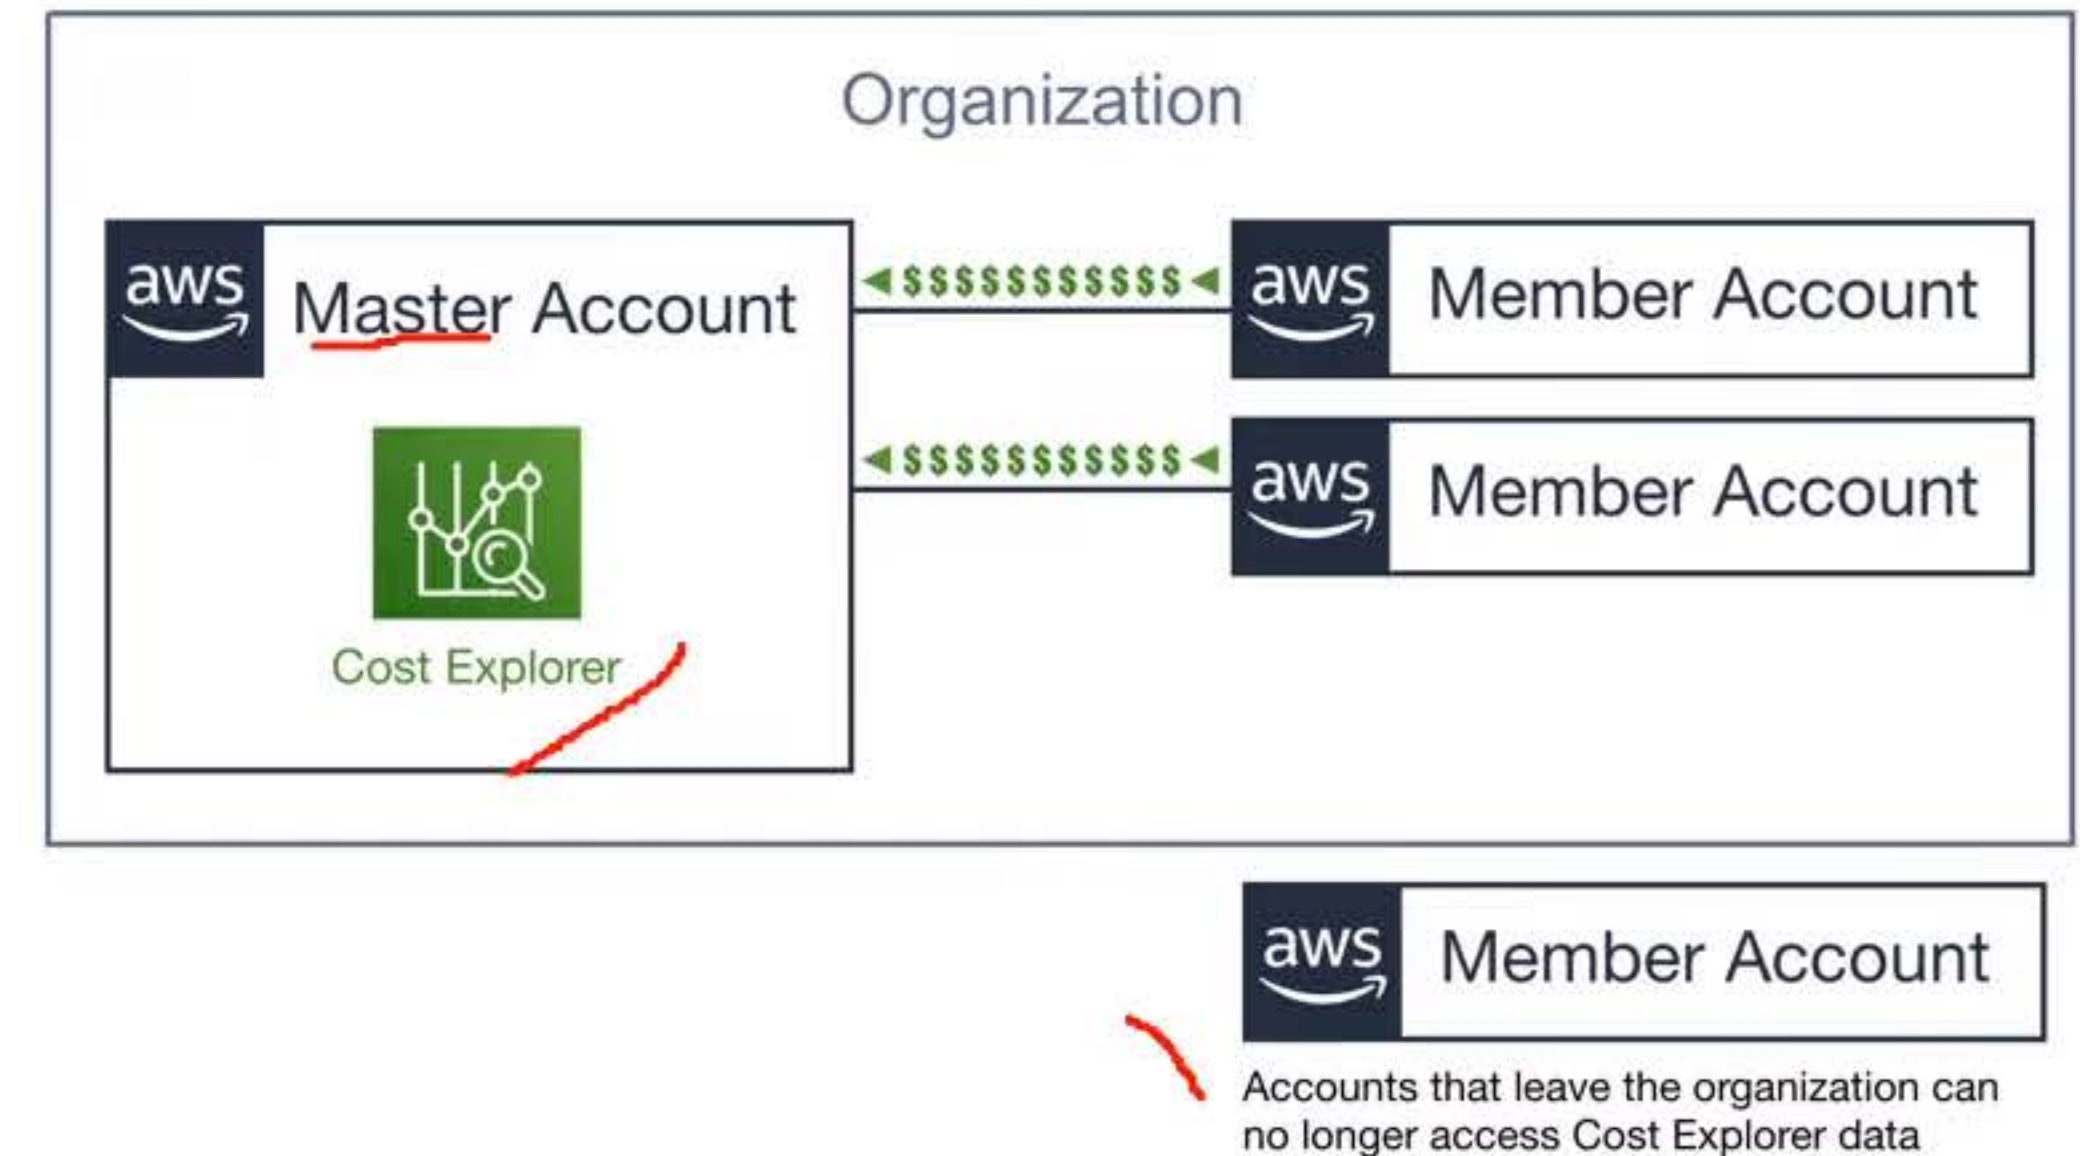 Organization
aws Master Account
$$$$$$$$$$$
aws Member Account
$$$$$$$$$$$
aws Member Account
Cost Explorer
aws Member Account
Accounts that leave the organization can
no longer access Cost Explorer data